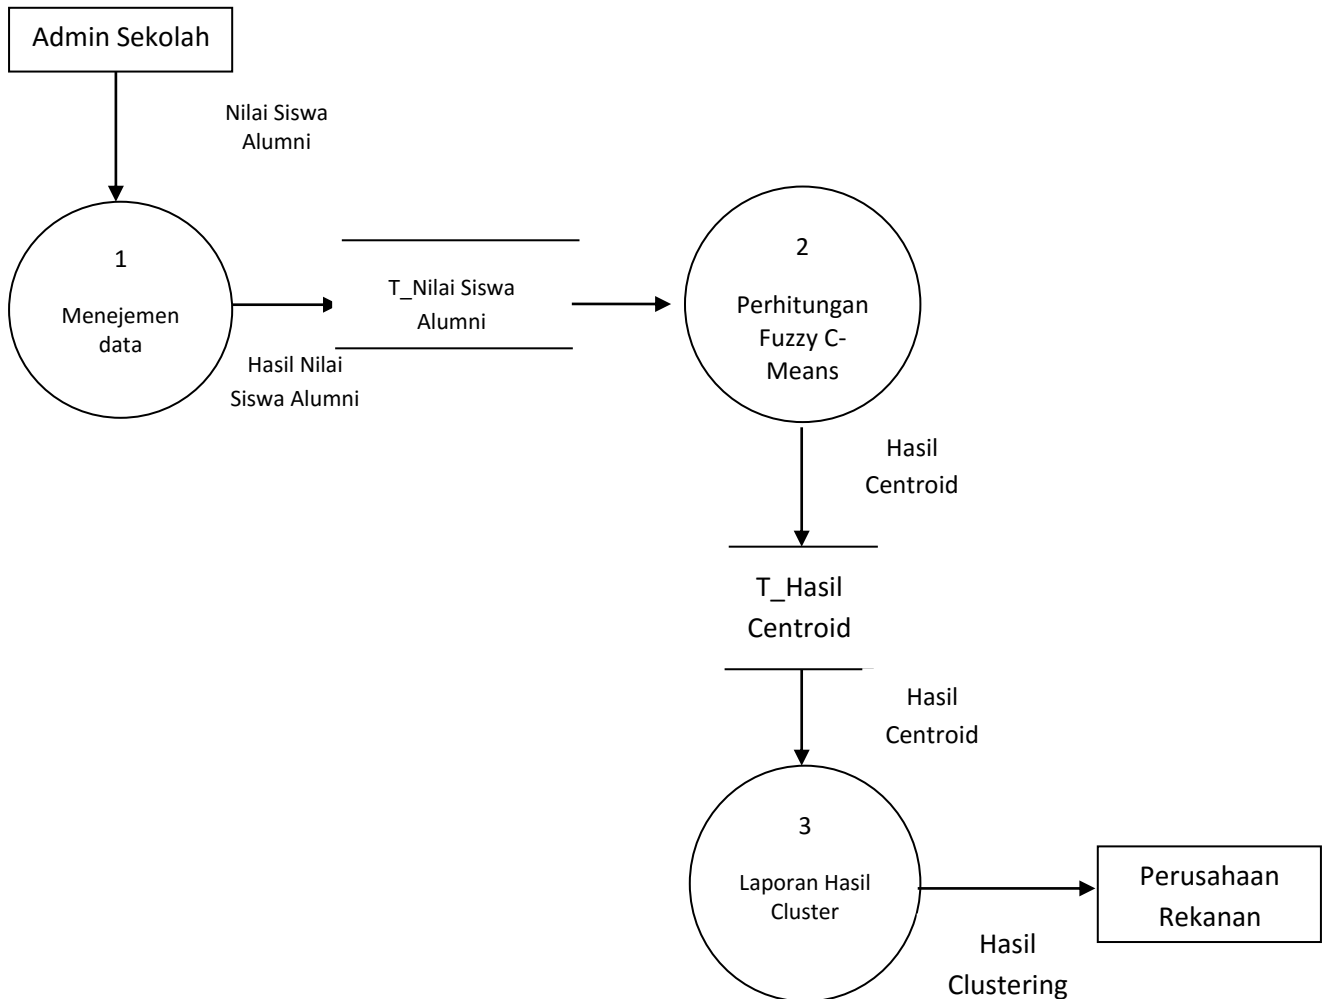 Admin Sekolah
Nilai Siswa
Alumni
1
Menejemen
data
Hasil Nilai
Siswa Alumni
T_Nilai Siswa
Alumni
2
Perhitungan
Fuzzy C-
Means
Hasil
Centroid
T_Hasil
Centroid
Hasil
Centroid
3
Laporan Hasil
Cluster
Hasil
Clustering
Perusahaan
Rekanan